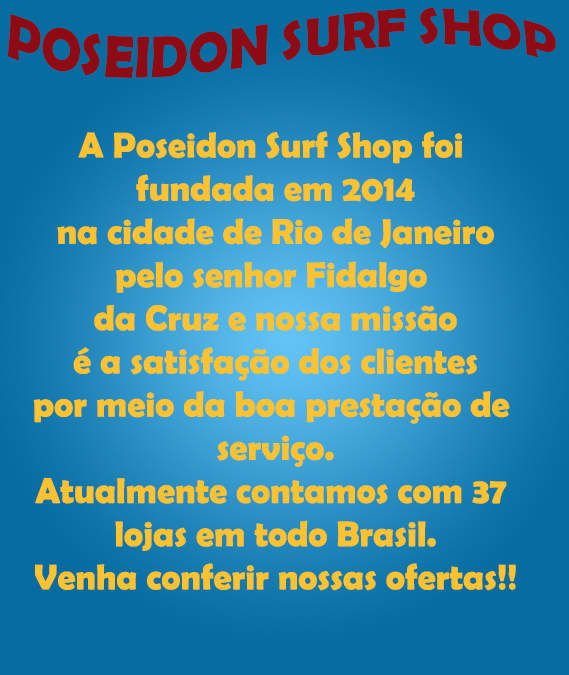 POSEIDON SURF SHOP
A Poseidon Surf Shop foi
fundada em 2014
na cidade de Rio de Janeiro
pelo senhor Fidalgo
da Cruz e nossa missão
é a satisfação dos clientes
por meio da boa prestação de
serviço.
Atualmente contamos com 37
lojas em todo Brasil.
Venha conferir nossas ofertas!!